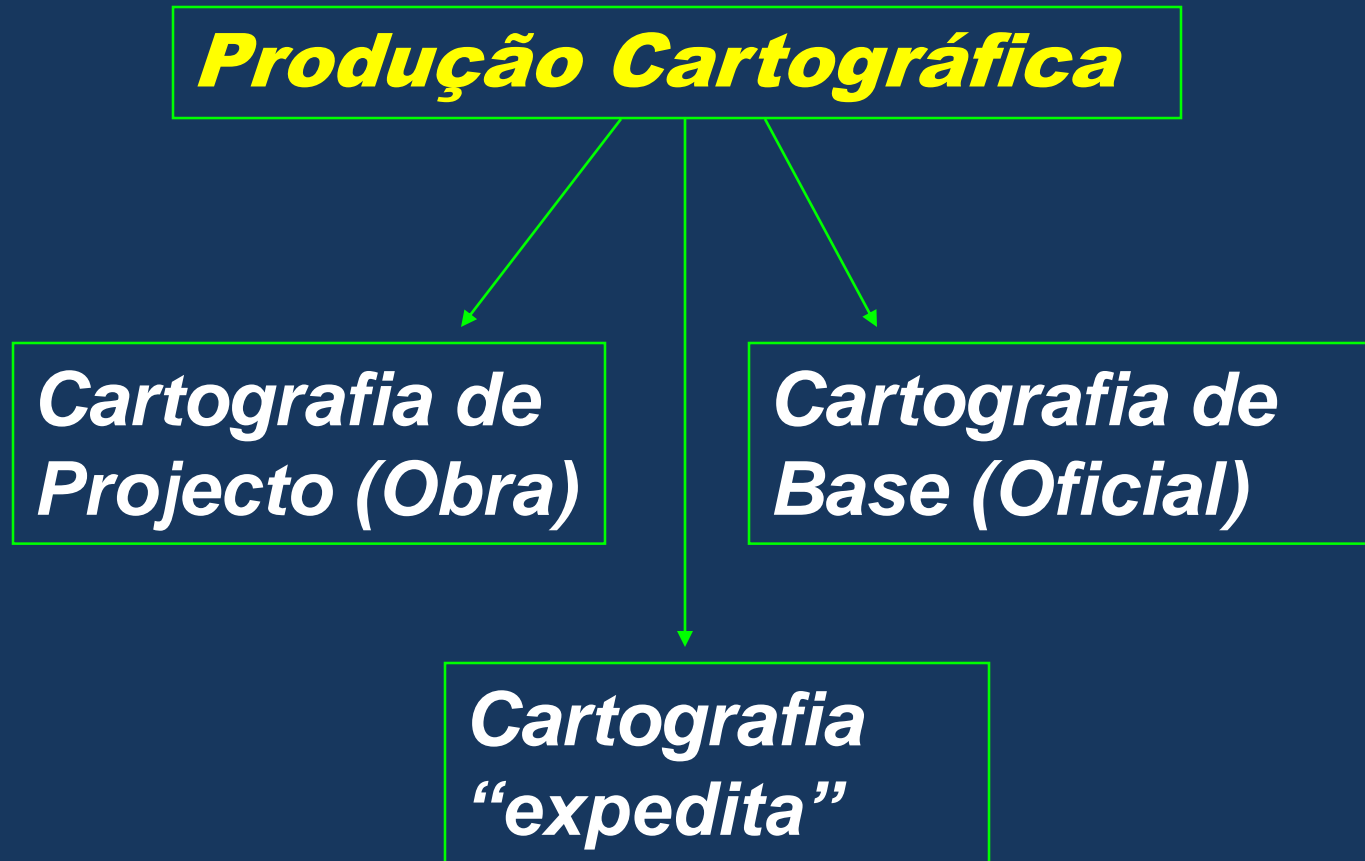 Produção Cartográfica
Cartografia de
Projecto (Obra)
Cartografia de
Base (Oficial)
Cartografia
“expedita”